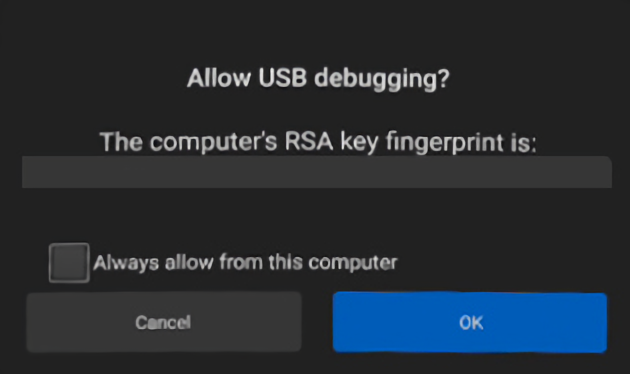 Allow USB debugging?
The computer's RSA key fingerprint is:
Always allow from this computer
Cancel
OK